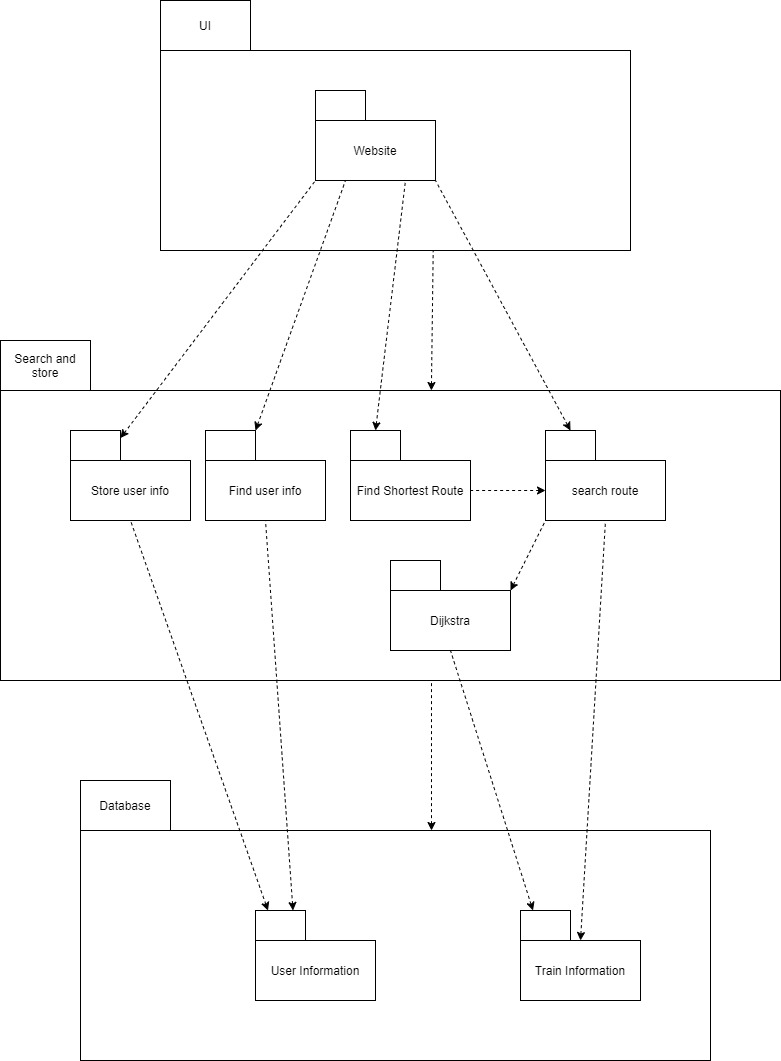 UI
Website
Search and
store
Store user info
Find user info
Find Shortest Route
search route
Dijkstra
Database
User Information
Train Information